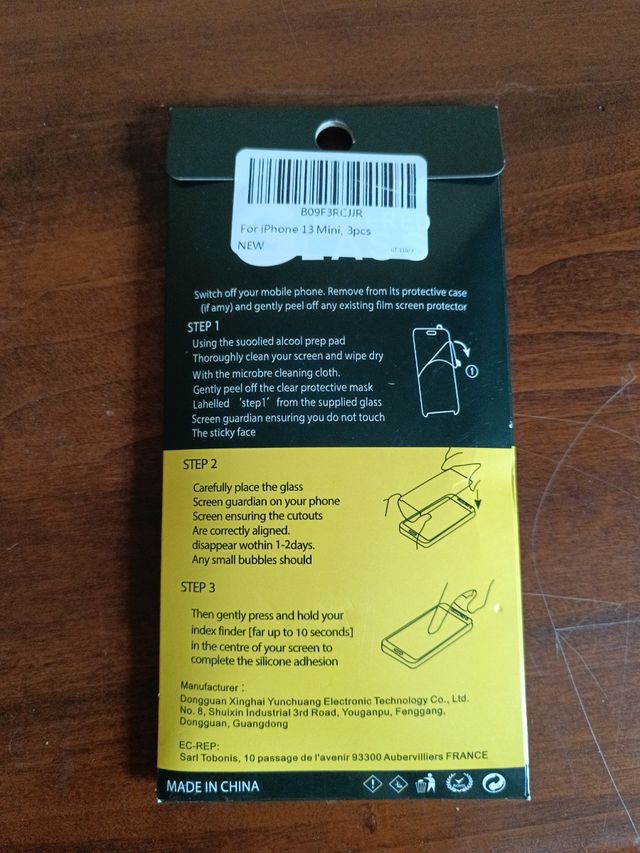 B09F3RCJJR
For iPhone 13 Mini, 3pcs
NEW
Switch off your mobile phone. Remove from its protective case
(if amy) and gently peel off any existing film screen protector
STEP 1
Using the suoolied alcool prep pad
Thoroughly clean your screen and wipe dry
With the microbre cleaning cloth.
Gently peel off the clear protective mask
Lahelled 'step1' from the supplied glass
Screen guardian ensuring you do not touch
The sticky face
1
STEP 2
Carefully place the glass
Screen guardian on your phone
Screen ensuring the cutouts
Are correctly aligned.
disappear wothin 1-2days.
Any small bubbles should
STEP 3
Then gently press and hold your
index finder [far up to 10 seconds]
in the centre of your screen to
complete the silicone adhesion
Manufacturer :
Dongguan Xinghai Yunchuang Electronic Technology Co., Ltd.
No. 8, Shuixin Industrial 3rd Road, Youganpu, Fenggang,
Dongguan, Guangdong
EC-REP:
Sarl Tobonis, 10 passage de l'avenir 93300 Aubervilliers FRANCE
MADE IN CHINA